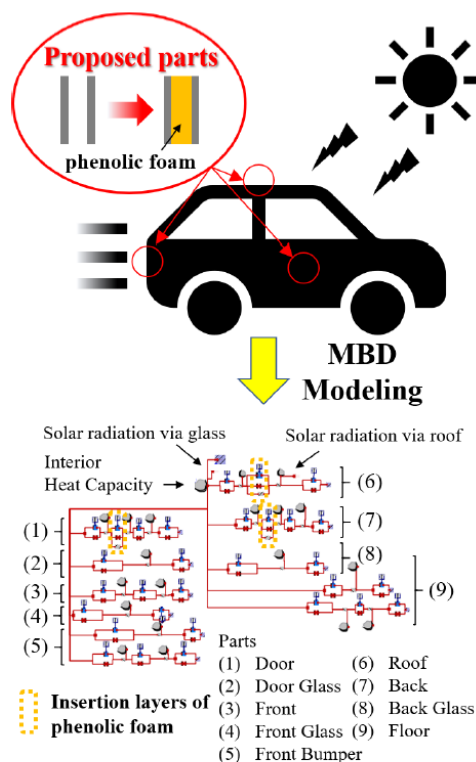 Proposed parts
phenolic foam
MBD
Modeling
Solar radiation via glass
Solar radiation via roof
Interior
Heat Capacity
(1)
(2)
(3)
(4)
(5)
(6)
(7)
(8)
(9)
Insertion layers of
phenolic foam
Parts
(1) Door
(2) Door Glass
(3) Front
(4) Front Glass
(5) Front Bumper
(6) Roof
(7) Back
(8) Back Glass
(9) Floor